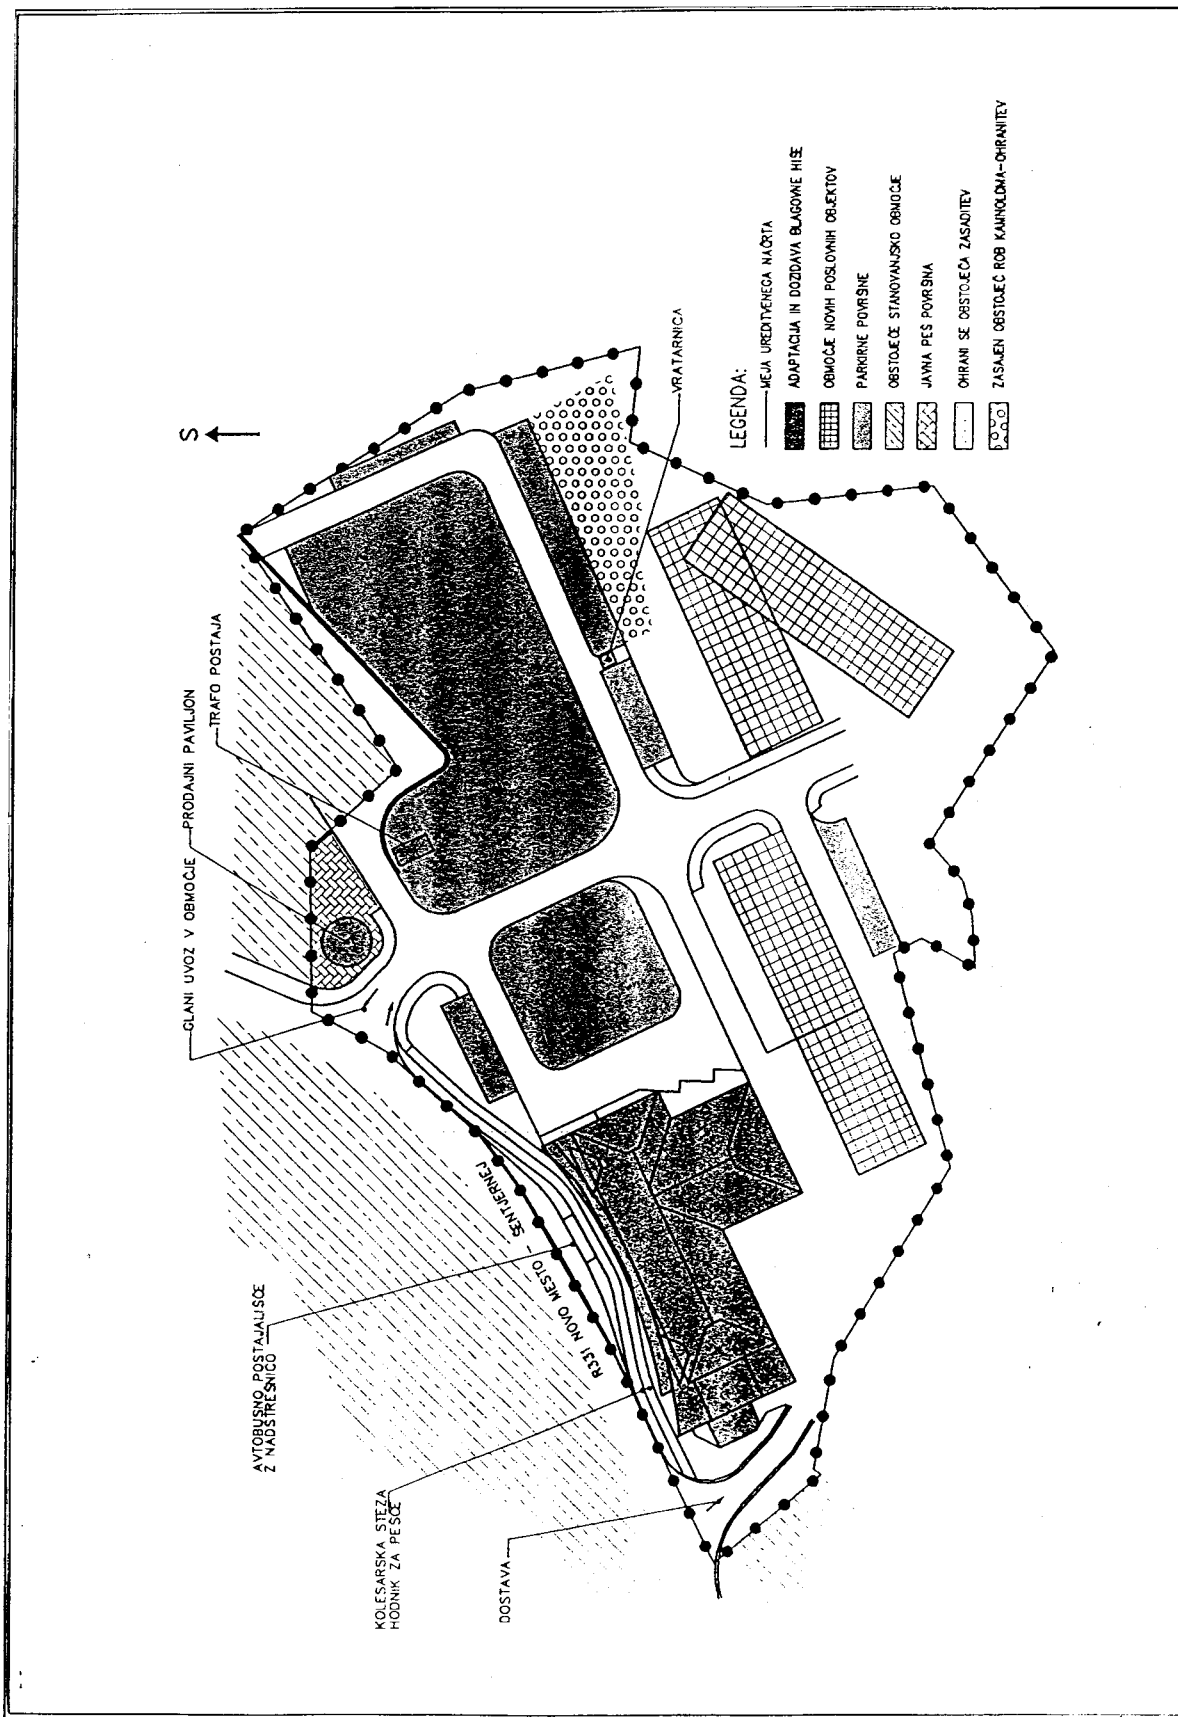 S
GLANI UVOZ V OBMOČJE
PRODAJNI PAVILJON
TRAFO POSTAJA
AVTOBUSNO POSTAJALIŠČE
Z NADSTREŠNICO
KOLESARSKA STEZA
HODNIK ZA PEŠCE
DOSTAVA
R331 NOVO MESTO - ŠENTJERNEJ
VRATARNICA
LEGENDA:
MEJA UREDITVENEGA NAČRTA
ADAPTACIJA IN DOZIDAVA BLAGOVNE HIŠE
OBMOČJE NOVIH POSLOVNIH OBJEKTOV
PARKIRNE POVRŠINE
OBSTOJEČE STANOVANJSKO OBMOČJE
JAVNA PEŠ POVRŠINA
OHRANI SE OBSTOJEČA ZASADITEV
ZASAJEN OBSTOJEČ ROB KAMNOLOMA-OHRANITEV